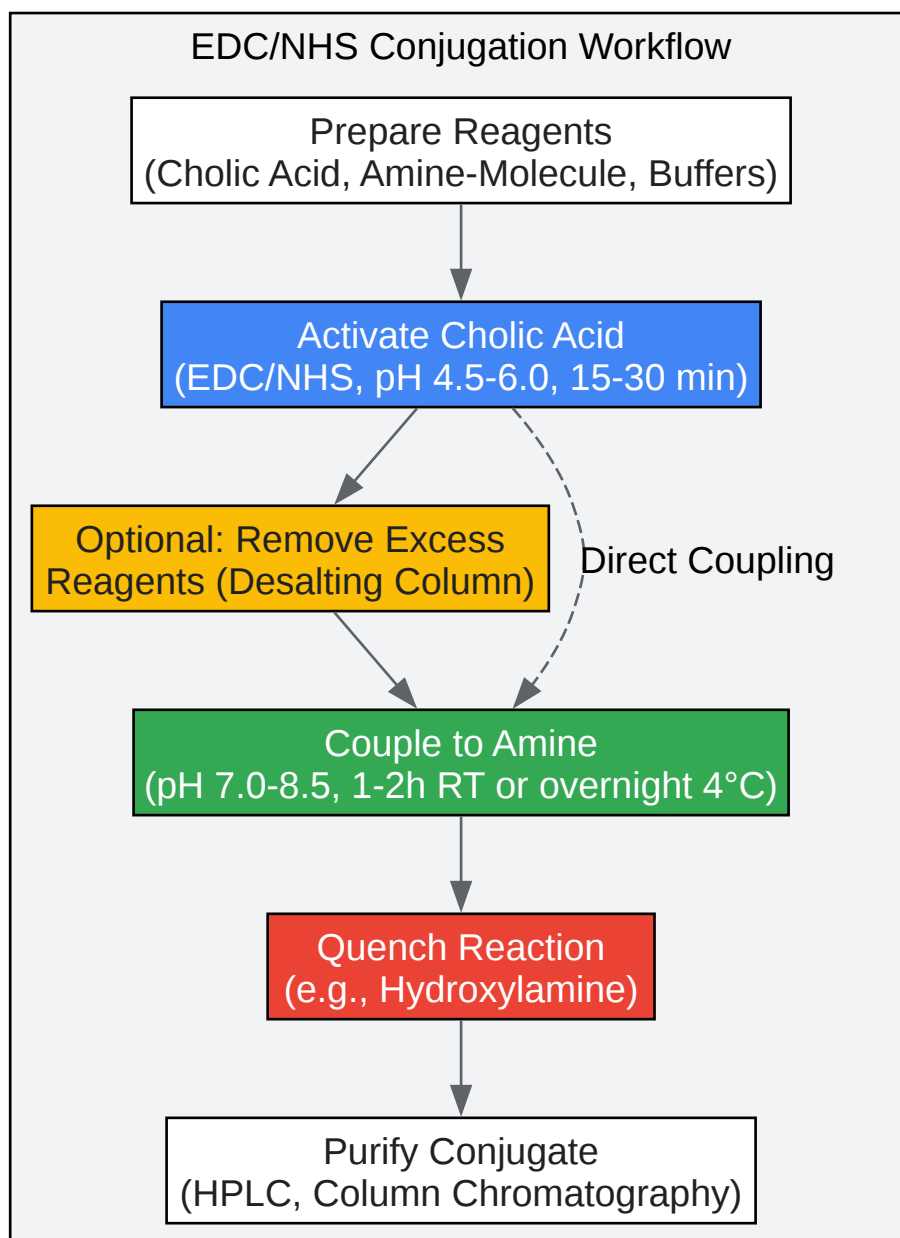 EDC/NHS Conjugation Workflow
Prepare Reagents
(Cholic Acid, Amine-Molecule, Buffers)
Activate Cholic Acid
(EDC/NHS, pH 4.5-6.0, 15-30 min)
Optional: Remove Excess
Reagents (Desalting Column)
Direct Coupling
Couple to Amine
(pH 7.0-8.5, 1-2h RT or overnight 4°C)
Quench Reaction
(e.g., Hydroxylamine)
Purify Conjugate
(HPLC, Column Chromatography)